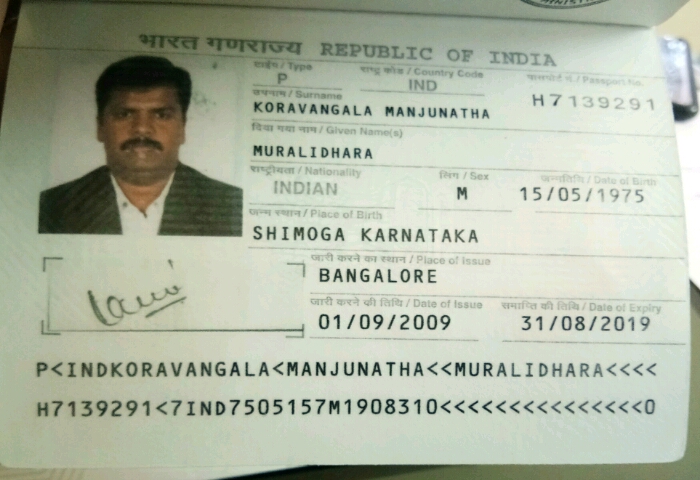 भारत गणराज्य REPUBLIC OF INDIA
टाईप / Type राष्ट्र कोड / Country Code पासपोर्ट नं. / Passport No.
P IND H7139291
उपनाम / Surname
KORAVANGALA MANJUNATHA
दिया गया नाम / Given Name(s)
MURALIDHARA
राष्ट्रीयता / Nationality लिंग / Sex जन्मतिथि / Date of Birth
INDIAN M 15/05/1975
जन्म स्थान / Place of Birth
SHIMOGA KARNATAKA
जारी करने का स्थान / Place of Issue
BANGALORE
जारी करने की तिथि / Date of Issue समाप्ति की तिथि / Date of Expiry
01/09/2009 31/08/2019
P<INDKORAVANGALA<MANJUNATHA<<MURALIDHARA<<<<
H7139291<7IND7505157M1908310<<<<<<<<<<<<<<<0